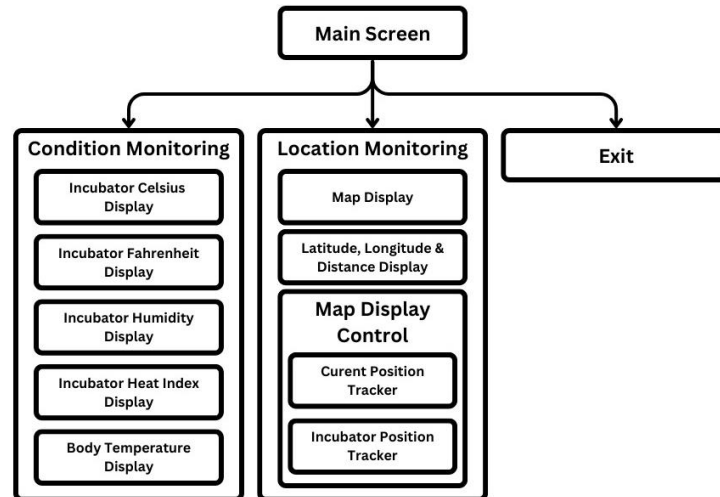 Main Screen
Condition Monitoring
Incubator Celsius
Display
Incubator Fahrenheit
Display
Incubator Humidity
Display
Incubator Heat Index
Display
Body Temperature
Display
Location Monitoring
Map Display
Latitude, Longitude &
Distance Display
Map Display
Control
Curent Position
Tracker
Incubator Position
Tracker
Exit